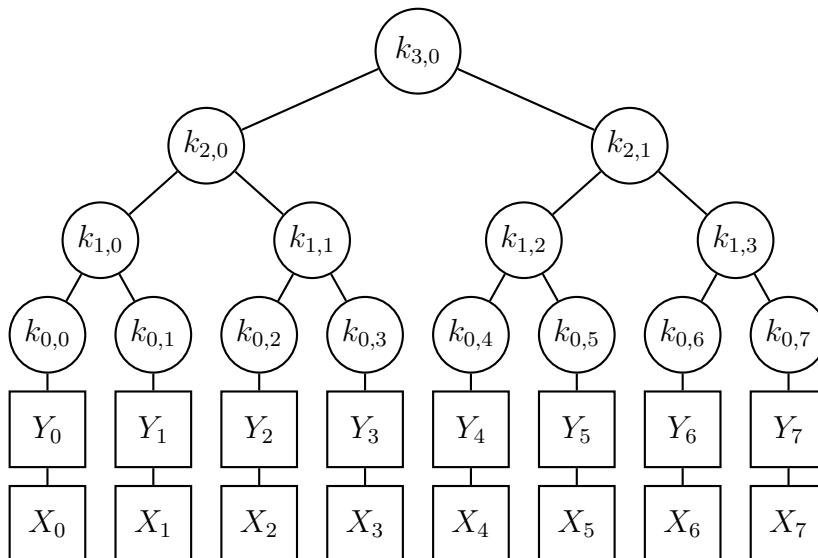 k_{3,0}
k_{2,0} k_{2,1}
k_{1,0} k_{1,1} k_{1,2} k_{1,3}
k_{0,0} k_{0,1} k_{0,2} k_{0,3} k_{0,4} k_{0,5} k_{0,6} k_{0,7}
Y_0 Y_1 Y_2 Y_3 Y_4 Y_5 Y_6 Y_7
X_0 X_1 X_2 X_3 X_4 X_5 X_6 X_7